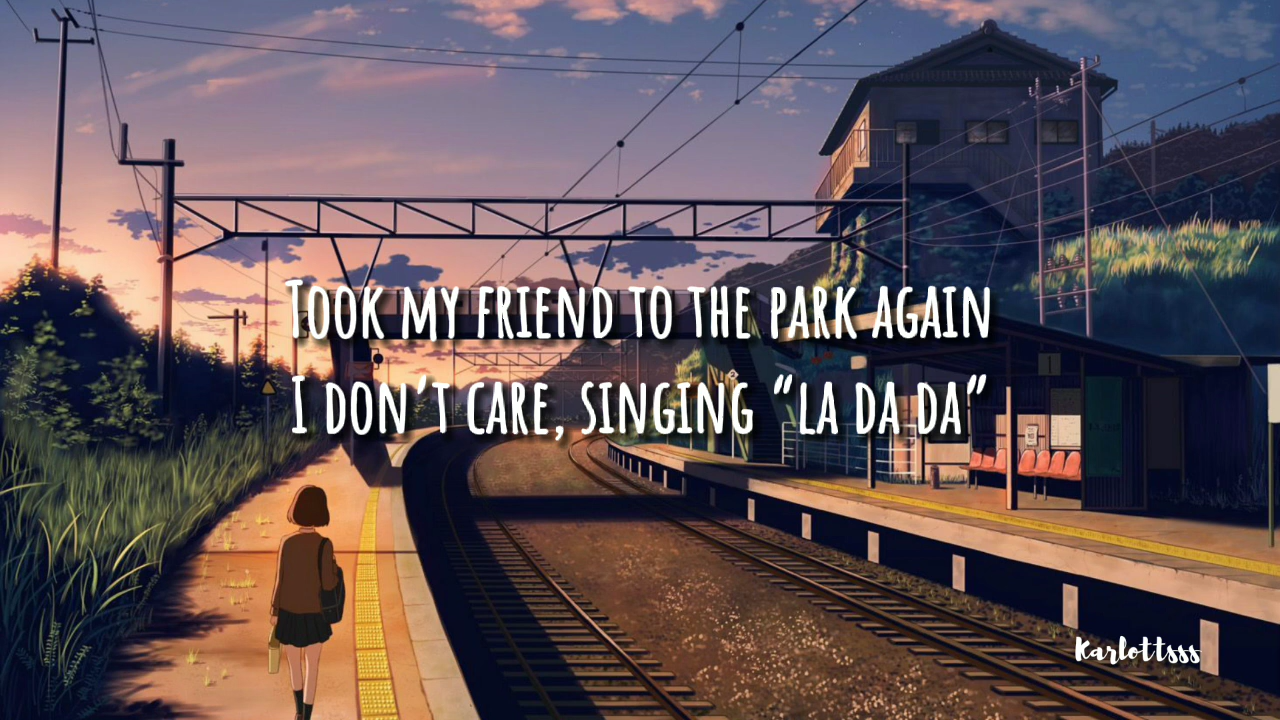 Took my friend to the park again
I don't care, singing “la da da”
Karlottsss